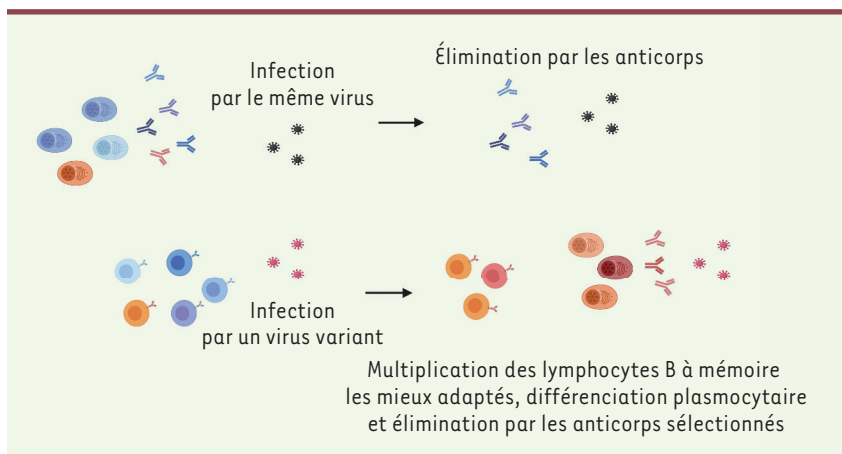 Infection
par le même virus
Élimination par les anticorps
Infection
par un virus variant
Multiplication des lymphocytes B à mémoire
les mieux adaptés, différenciation plasmocytaire
et élimination par les anticorps sélectionnés